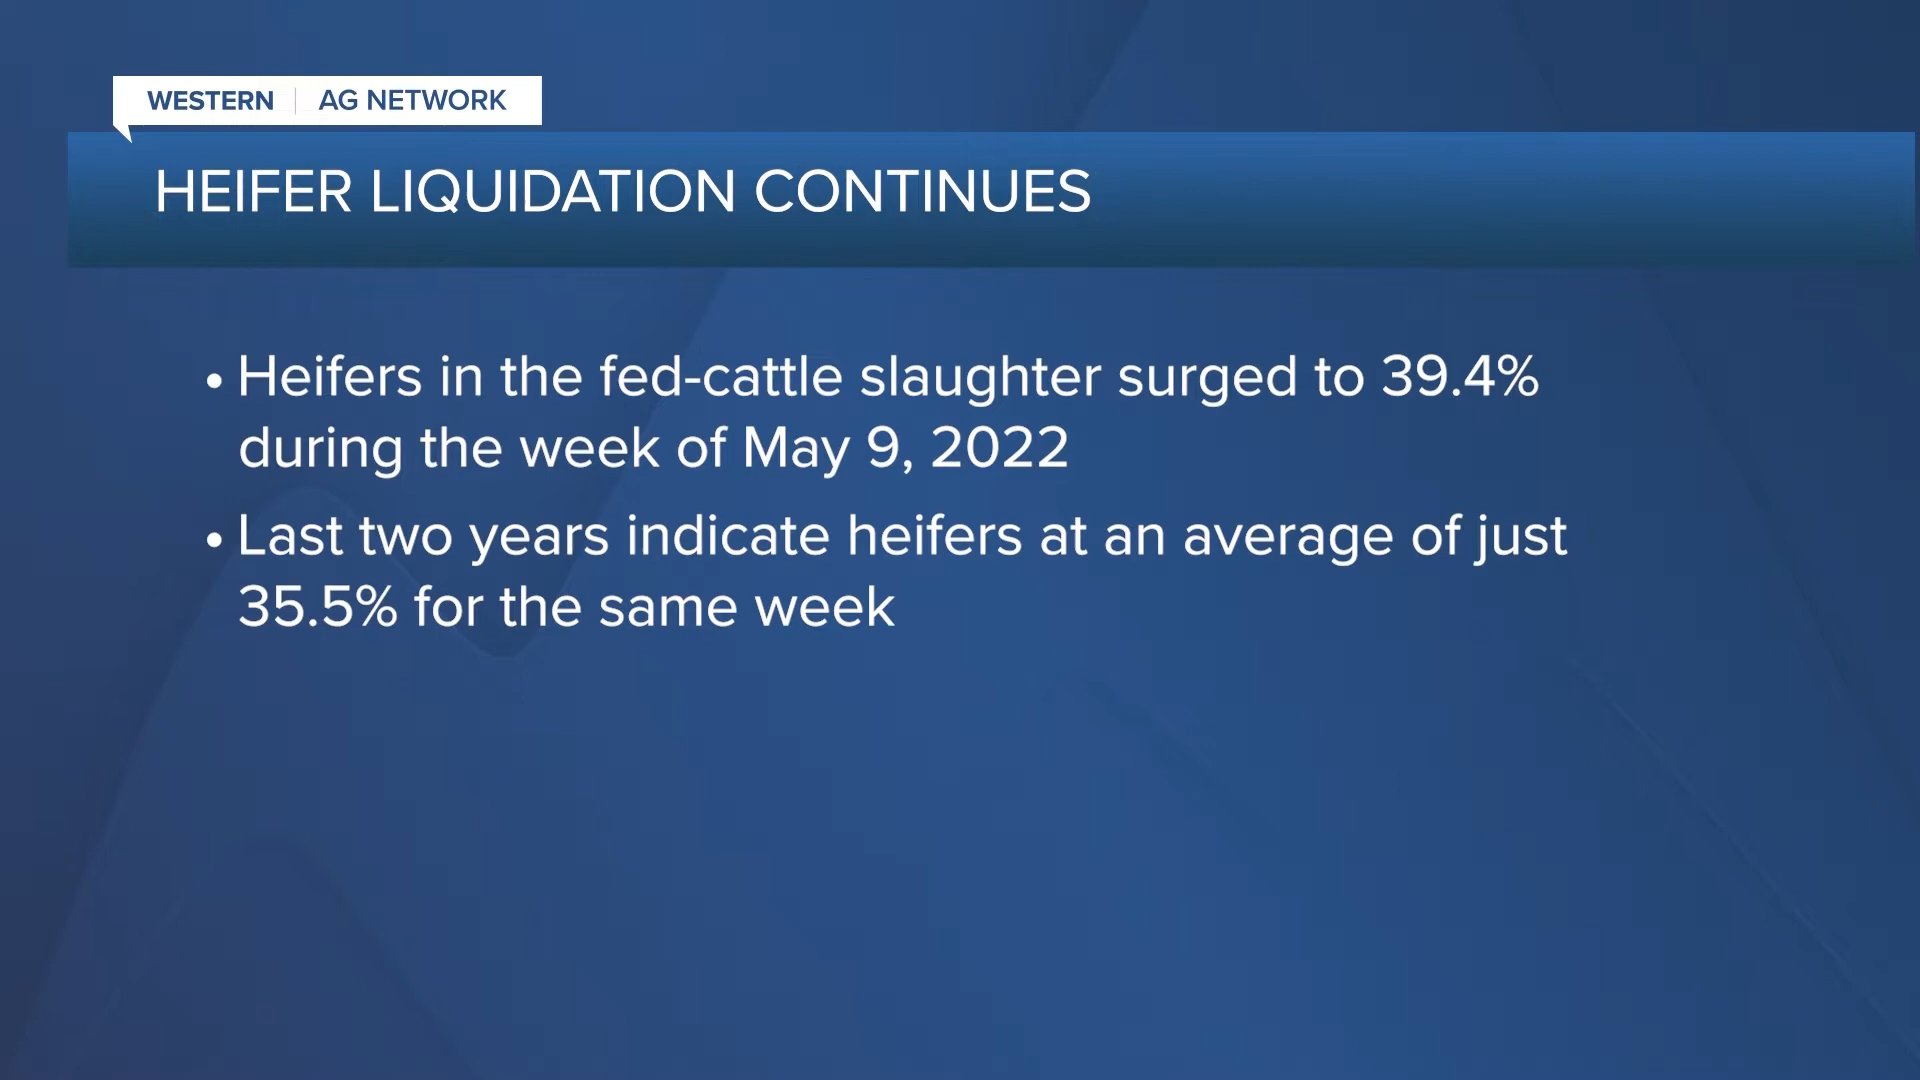 WESTERN | AG NETWORK
HEIFER LIQUIDATION CONTINUES
• Heifers in the fed-cattle slaughter surged to 39.4%
during the week of May 9, 2022
• Last two years indicate heifers at an average of just
35.5% for the same week